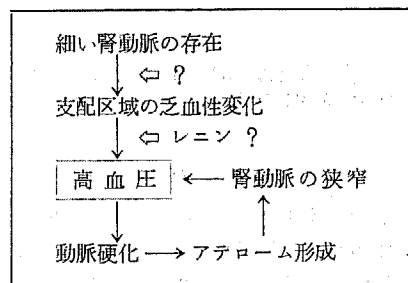 細い腎動脈の存在
⇦ ?
支配区域の乏血性変化
⇦ レニン ?
高血圧 ← 腎動脈の狭窄
動脈硬化 → アテローム形成